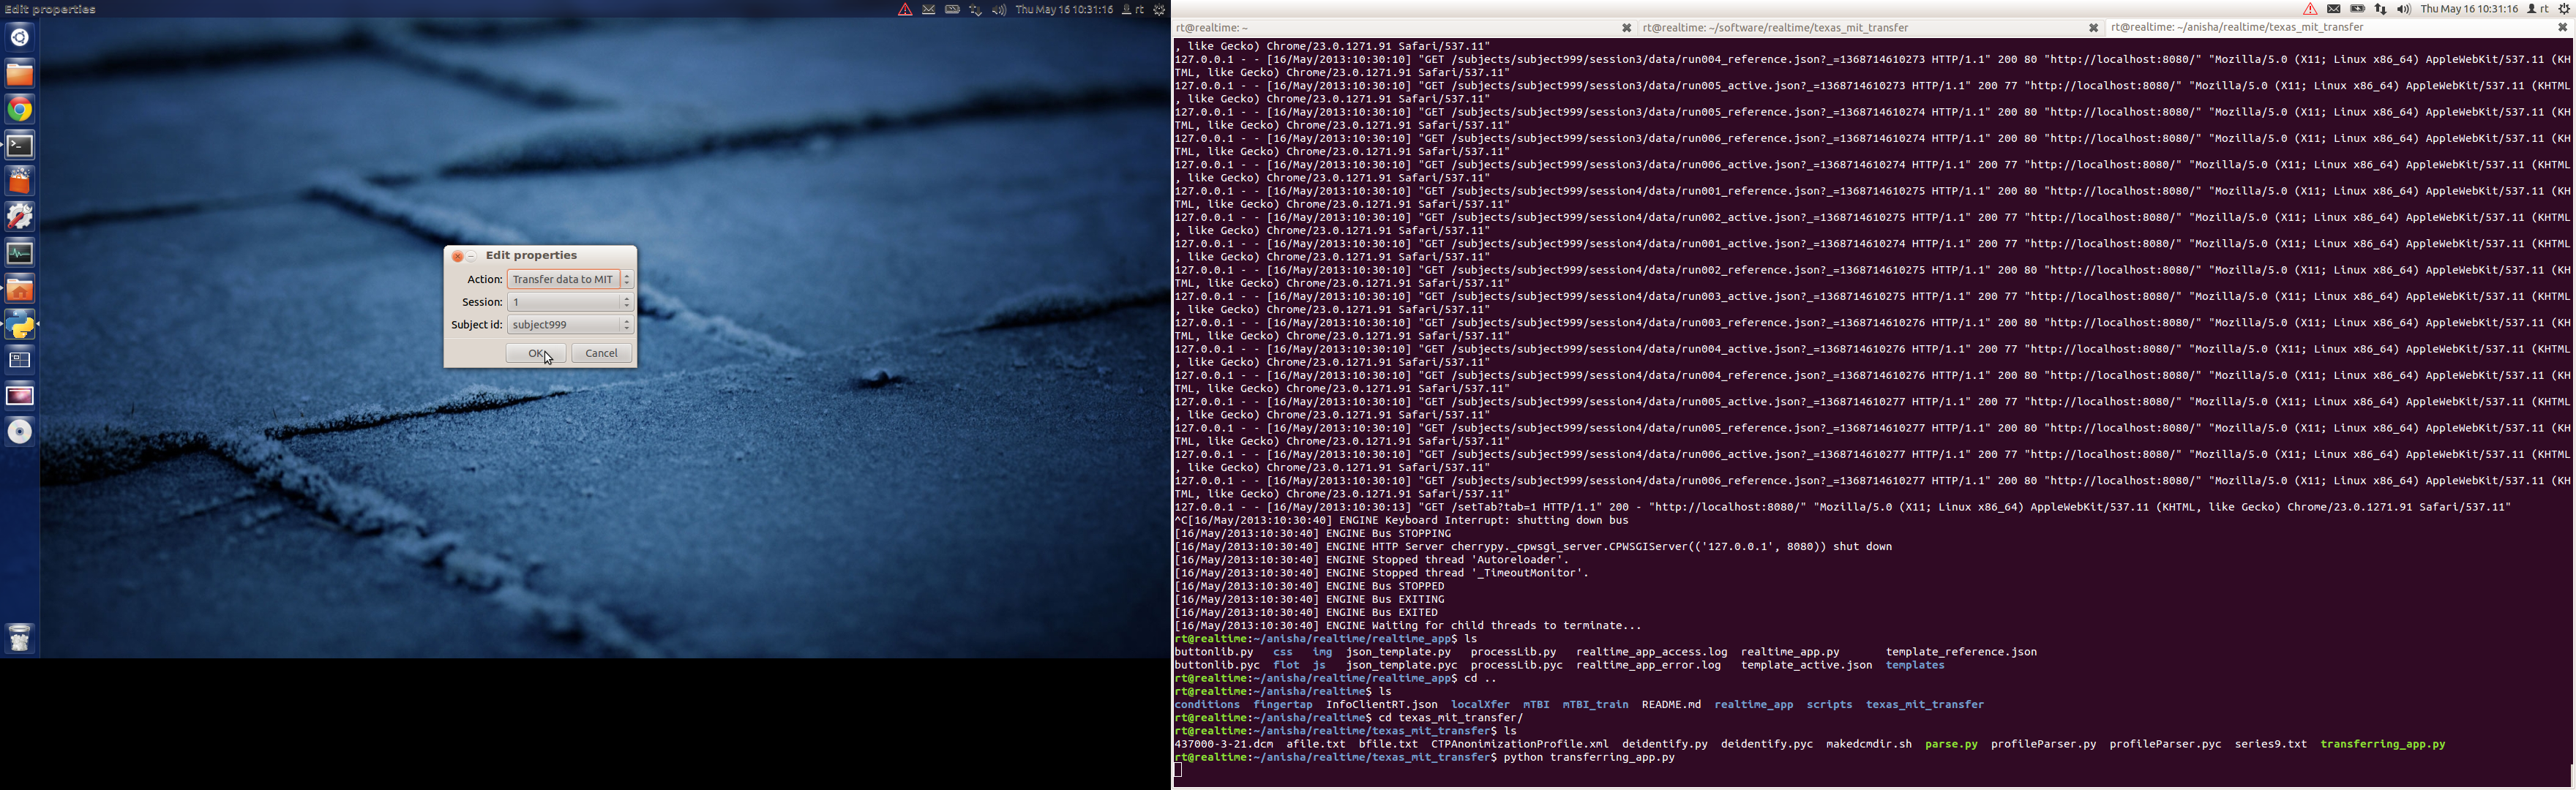 Edit properties
Thu May 16 10:31:16 rt
Edit properties
Action: Transfer data to MIT
Session: 1
Subject id: subject999
OK Cancel
Thu May 16 10:31:16 rt
rt@realtime: ~
rt@realtime: ~/software/realtime/texas_mit_transfer
rt@realtime: ~/anisha/realtime/texas_mit_transfer
, like Gecko) Chrome/23.0.1271.91 Safari/537.11"
127.0.0.1 - - [16/May/2013:10:30:10] "GET /subjects/subject999/session3/data/run004_reference.json?_=1368714610273 HTTP/1.1" 200 80 "http://localhost:8080/" "Mozilla/5.0 (X11; Linux x86_64) AppleWebKit/537.11 (KH
TML, like Gecko) Chrome/23.0.1271.91 Safari/537.11"
127.0.0.1 - - [16/May/2013:10:30:10] "GET /subjects/subject999/session3/data/run005_active.json?_=1368714610273 HTTP/1.1" 200 77 "http://localhost:8080/" "Mozilla/5.0 (X11; Linux x86_64) AppleWebKit/537.11 (KHTML
, like Gecko) Chrome/23.0.1271.91 Safari/537.11"
127.0.0.1 - - [16/May/2013:10:30:10] "GET /subjects/subject999/session3/data/run005_reference.json?_=1368714610274 HTTP/1.1" 200 80 "http://localhost:8080/" "Mozilla/5.0 (X11; Linux x86_64) AppleWebKit/537.11 (KH
TML, like Gecko) Chrome/23.0.1271.91 Safari/537.11"
127.0.0.1 - - [16/May/2013:10:30:10] "GET /subjects/subject999/session3/data/run006_reference.json?_=1368714610274 HTTP/1.1" 200 80 "http://localhost:8080/" "Mozilla/5.0 (X11; Linux x86_64) AppleWebKit/537.11 (KH
TML, like Gecko) Chrome/23.0.1271.91 Safari/537.11"
127.0.0.1 - - [16/May/2013:10:30:10] "GET /subjects/subject999/session3/data/run006_active.json?_=1368714610274 HTTP/1.1" 200 77 "http://localhost:8080/" "Mozilla/5.0 (X11; Linux x86_64) AppleWebKit/537.11 (KHTML
, like Gecko) Chrome/23.0.1271.91 Safari/537.11"
127.0.0.1 - - [16/May/2013:10:30:10] "GET /subjects/subject999/session4/data/run001_reference.json?_=1368714610275 HTTP/1.1" 200 80 "http://localhost:8080/" "Mozilla/5.0 (X11; Linux x86_64) AppleWebKit/537.11 (KH
TML, like Gecko) Chrome/23.0.1271.91 Safari/537.11"
127.0.0.1 - - [16/May/2013:10:30:10] "GET /subjects/subject999/session4/data/run002_active.json?_=1368714610275 HTTP/1.1" 200 77 "http://localhost:8080/" "Mozilla/5.0 (X11; Linux x86_64) AppleWebKit/537.11 (KHTML
, like Gecko) Chrome/23.0.1271.91 Safari/537.11"
127.0.0.1 - - [16/May/2013:10:30:10] "GET /subjects/subject999/session4/data/run001_active.json?_=1368714610274 HTTP/1.1" 200 77 "http://localhost:8080/" "Mozilla/5.0 (X11; Linux x86_64) AppleWebKit/537.11 (KHTML
, like Gecko) Chrome/23.0.1271.91 Safari/537.11"
127.0.0.1 - - [16/May/2013:10:30:10] "GET /subjects/subject999/session4/data/run002_reference.json?_=1368714610275 HTTP/1.1" 200 80 "http://localhost:8080/" "Mozilla/5.0 (X11; Linux x86_64) AppleWebKit/537.11 (KH
TML, like Gecko) Chrome/23.0.1271.91 Safari/537.11"
127.0.0.1 - - [16/May/2013:10:30:10] "GET /subjects/subject999/session4/data/run003_active.json?_=1368714610275 HTTP/1.1" 200 77 "http://localhost:8080/" "Mozilla/5.0 (X11; Linux x86_64) AppleWebKit/537.11 (KHTML
, like Gecko) Chrome/23.0.1271.91 Safari/537.11"
127.0.0.1 - - [16/May/2013:10:30:10] "GET /subjects/subject999/session4/data/run003_reference.json?_=1368714610276 HTTP/1.1" 200 80 "http://localhost:8080/" "Mozilla/5.0 (X11; Linux x86_64) AppleWebKit/537.11 (KH
TML, like Gecko) Chrome/23.0.1271.91 Safari/537.11"
127.0.0.1 - - [16/May/2013:10:30:10] "GET /subjects/subject999/session4/data/run004_active.json?_=1368714610276 HTTP/1.1" 200 77 "http://localhost:8080/" "Mozilla/5.0 (X11; Linux x86_64) AppleWebKit/537.11 (KHTML
, like Gecko) Chrome/23.0.1271.91 Safari/537.11"
127.0.0.1 - - [16/May/2013:10:30:10] "GET /subjects/subject999/session4/data/run004_reference.json?_=1368714610276 HTTP/1.1" 200 80 "http://localhost:8080/" "Mozilla/5.0 (X11; Linux x86_64) AppleWebKit/537.11 (KH
TML, like Gecko) Chrome/23.0.1271.91 Safari/537.11"
127.0.0.1 - - [16/May/2013:10:30:10] "GET /subjects/subject999/session4/data/run005_active.json?_=1368714610277 HTTP/1.1" 200 77 "http://localhost:8080/" "Mozilla/5.0 (X11; Linux x86_64) AppleWebKit/537.11 (KHTML
, like Gecko) Chrome/23.0.1271.91 Safari/537.11"
127.0.0.1 - - [16/May/2013:10:30:10] "GET /subjects/subject999/session4/data/run005_reference.json?_=1368714610277 HTTP/1.1" 200 80 "http://localhost:8080/" "Mozilla/5.0 (X11; Linux x86_64) AppleWebKit/537.11 (KH
TML, like Gecko) Chrome/23.0.1271.91 Safari/537.11"
127.0.0.1 - - [16/May/2013:10:30:10] "GET /subjects/subject999/session4/data/run006_active.json?_=1368714610277 HTTP/1.1" 200 77 "http://localhost:8080/" "Mozilla/5.0 (X11; Linux x86_64) AppleWebKit/537.11 (KHTML
, like Gecko) Chrome/23.0.1271.91 Safari/537.11"
127.0.0.1 - - [16/May/2013:10:30:10] "GET /subjects/subject999/session4/data/run006_reference.json?_=1368714610277 HTTP/1.1" 200 80 "http://localhost:8080/" "Mozilla/5.0 (X11; Linux x86_64) AppleWebKit/537.11 (KH
TML, like Gecko) Chrome/23.0.1271.91 Safari/537.11"
127.0.0.1 - - [16/May/2013:10:30:13] "GET /setTab?tab=1 HTTP/1.1" 200 - "http://localhost:8080/" "Mozilla/5.0 (X11; Linux x86_64) AppleWebKit/537.11 (KHTML, like Gecko) Chrome/23.0.1271.91 Safari/537.11"
^C[16/May/2013:10:30:40] ENGINE Keyboard Interrupt: shutting down bus
[16/May/2013:10:30:40] ENGINE Bus STOPPING
[16/May/2013:10:30:40] ENGINE HTTP Server cherrypy._cpwsgi_server.CPWSGIServer(('127.0.0.1', 8080)) shut down
[16/May/2013:10:30:40] ENGINE Stopped thread 'Autoreloader'.
[16/May/2013:10:30:40] ENGINE Stopped thread '_TimeoutMonitor'.
[16/May/2013:10:30:40] ENGINE Bus STOPPED
[16/May/2013:10:30:40] ENGINE Bus EXITING
[16/May/2013:10:30:40] ENGINE Bus EXITED
[16/May/2013:10:30:40] ENGINE Waiting for child threads to terminate...
rt@realtime:~/anisha/realtime/realtime_app$ ls
buttonlib.py css img json_template.py processLib.py realtime_app_access.log realtime_app.py template_reference.json
buttonlib.pyc flot js json_template.pyc processLib.pyc realtime_app_error.log template_active.json templates
rt@realtime:~/anisha/realtime/realtime_app$ cd ..
rt@realtime:~/anisha/realtime$ ls
conditions fingertap InfoClientRT.json localXfer mTBI mTBI_train README.md realtime_app scripts texas_mit_transfer
rt@realtime:~/anisha/realtime$ cd texas_mit_transfer/
rt@realtime:~/anisha/realtime/texas_mit_transfer$ ls
437000-3-21.dcm afile.txt bfile.txt CTPAnonimizationProfile.xml deidentify.py deidentify.pyc makedcmdir.sh parse.py profileParser.py profileParser.pyc series9.txt transferring_app.py
rt@realtime:~/anisha/realtime/texas_mit_transfer$ python transferring_app.py